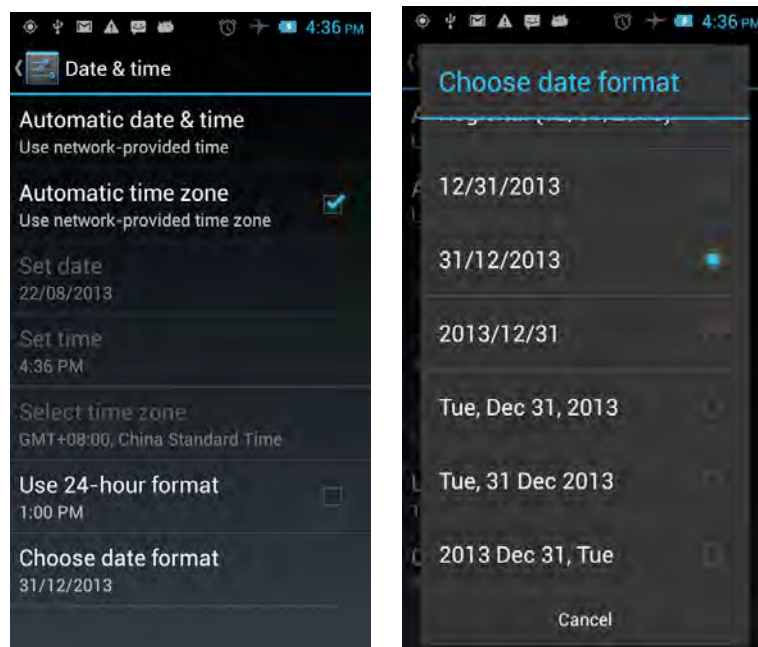 4:36 PM
Date & time
Automatic date & time
Use network-provided time
Automatic time zone
Use network-provided time zone
Set date
22/08/2013
Set time
4:36 PM
Select time zone
GMT+08:00, China Standard Time
Use 24-hour format
1:00 PM
Choose date format
31/12/2013
4:36 PM
Choose date format
12/31/2013
31/12/2013
2013/12/31
Tue, Dec 31, 2013
Tue, 31 Dec 2013
2013 Dec 31, Tue
Cancel